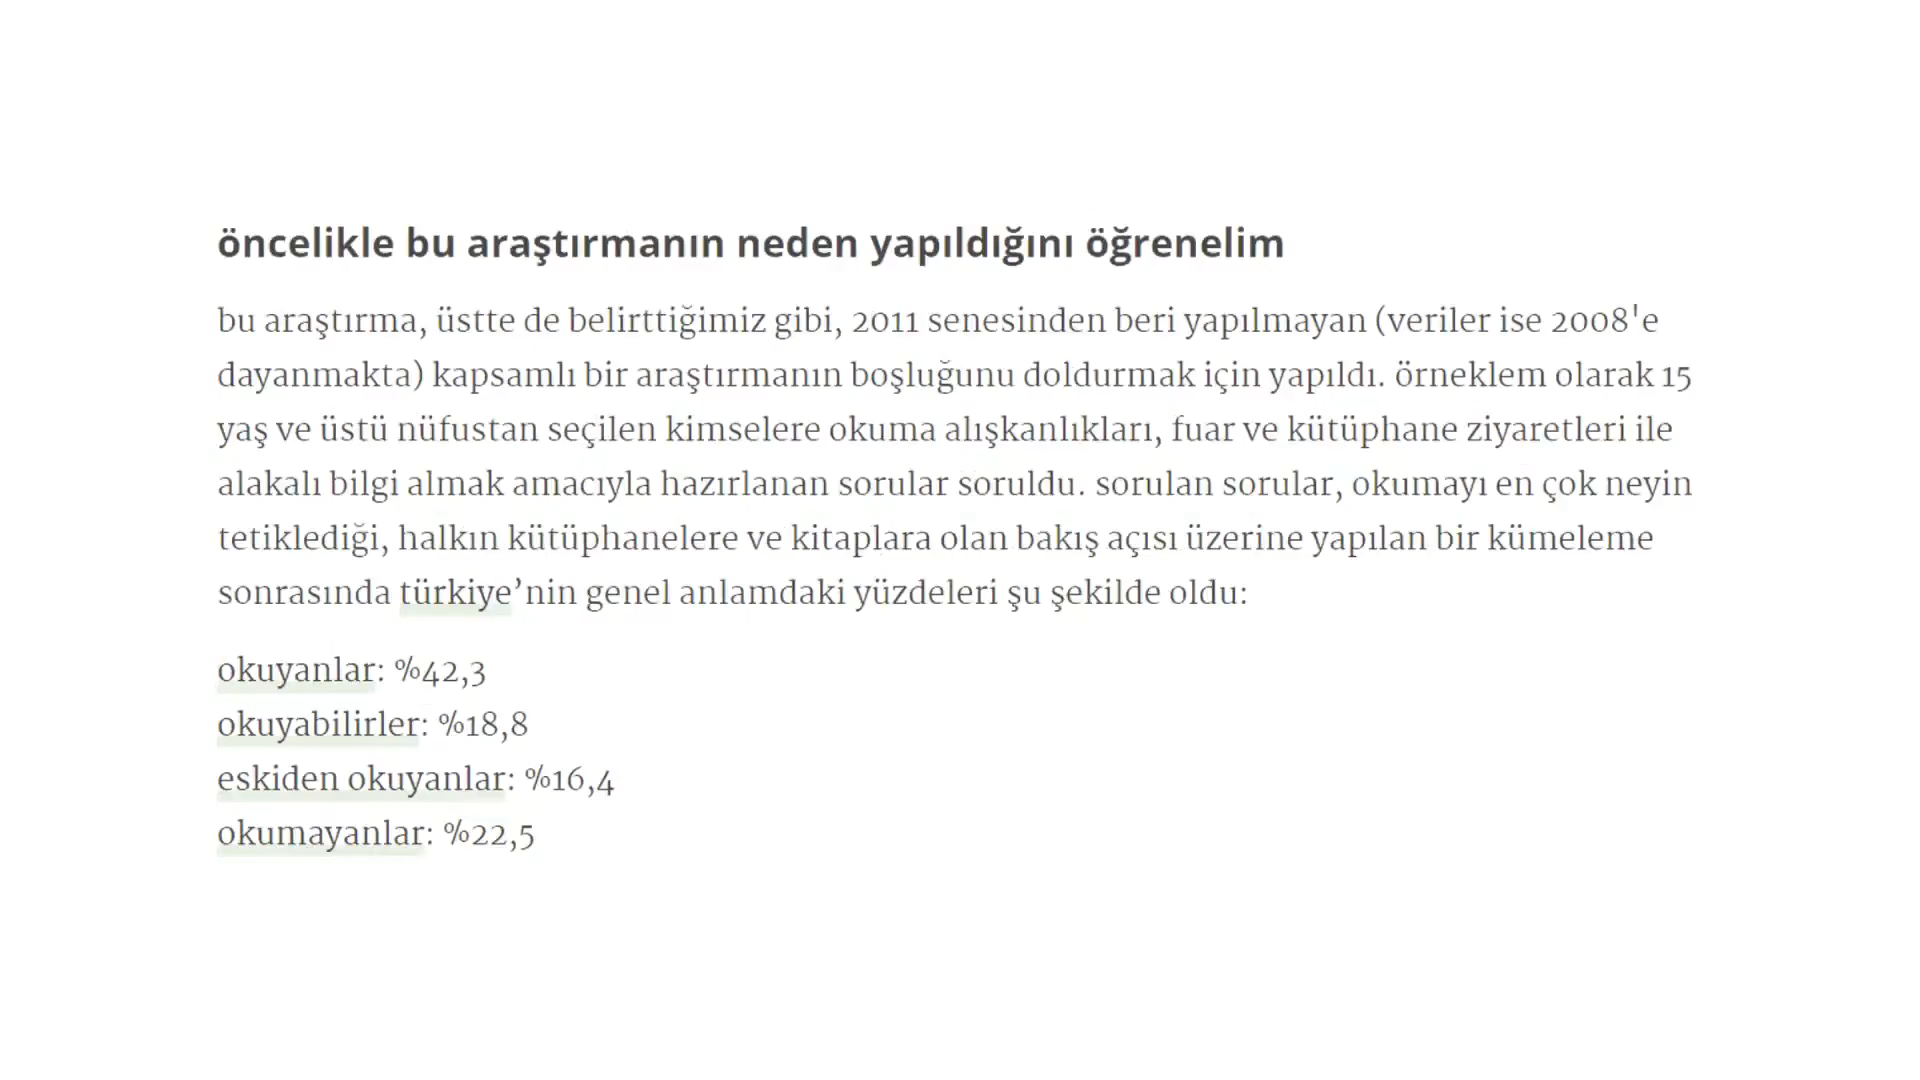 öncelikle bu araştırmanın neden yapıldığını öğrenelim
bu araştırma, üstte de belirttiğimiz gibi, 2011 senesinden beri yapılmayan (veriler ise 2008'e
dayanmakta) kapsamlı bir araştırmanın boşluğunu doldurmak için yapıldı. örneklem olarak 15
yaş ve üstü nüfustan seçilen kimselere okuma alışkanlıkları, fuar ve kütüphane ziyaretleri ile
alakalı bilgi almak amacıyla hazırlanan sorular soruldu. sorulan sorular, okumayı en çok neyin
tetiklediği, halkın kütüphanelere ve kitaplara olan bakış açısı üzerine yapılan bir kümeleme
sonrasında türkiye’nin genel anlamdaki yüzdeleri şu şekilde oldu:
okuyanlar: %42,3
okuyabilirler: %18,8
eskiden okuyanlar: %16,4
okumayanlar: %22,5